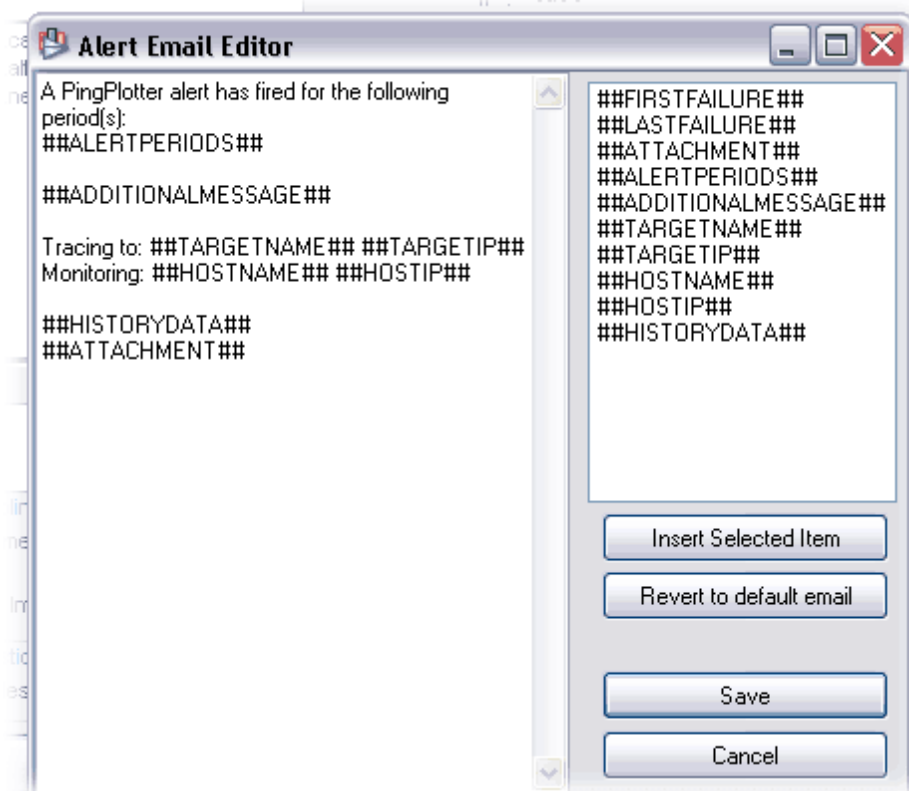 Alert Email Editor
A PingPlotter alert has fired for the following
period(s):
##ALERTPERIODS##
##ADDITIONALMESSAGE##
Tracing to: ##TARGETNAME## ##TARGETIP##
Monitoring: ##HOSTNAME## ##HOSTIP##
##HISTORYDATA##
##ATTACHMENT##
##FIRSTFAILURE##
##LASTFAILURE##
##ATTACHMENT##
##ALERTPERIODS##
##ADDITIONALMESSAGE##
##TARGETNAME##
##TARGETIP##
##HOSTNAME##
##HOSTIP##
##HISTORYDATA##
Insert Selected Item
Revert to default email
Save
Cancel